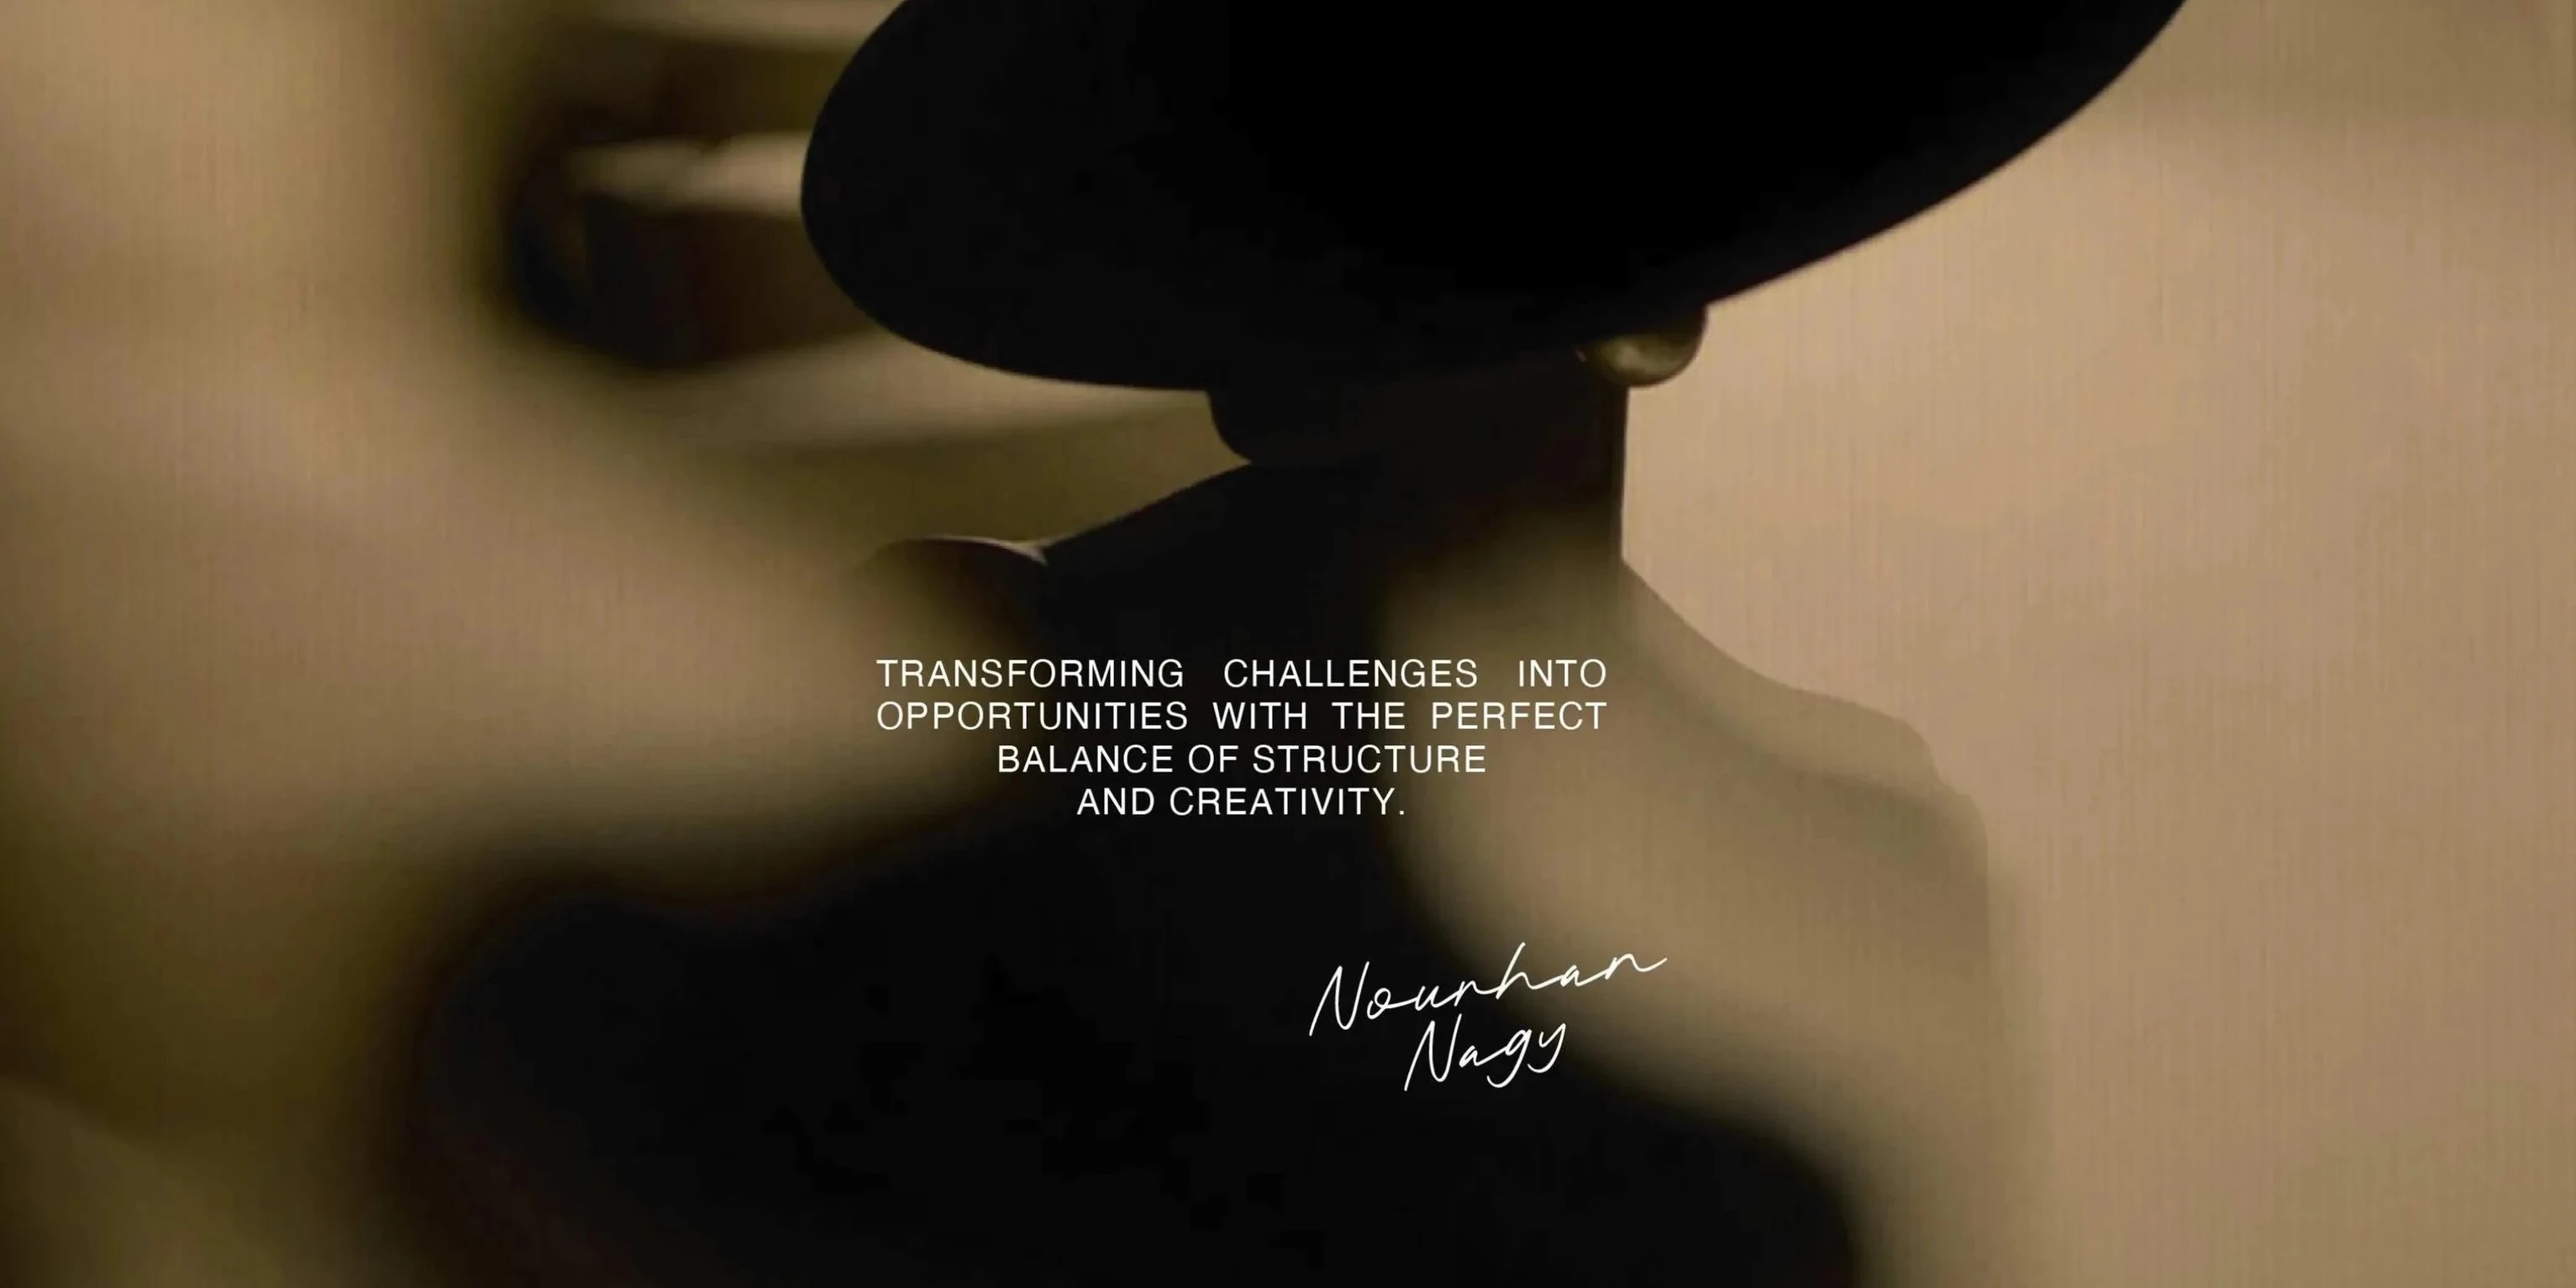 TRANSFORMING CHALLENGES INTO
OPPORTUNITIES WITH THE PERFECT
BALANCE OF STRUCTURE
AND CREATIVITY.
Nourhan
Nagy